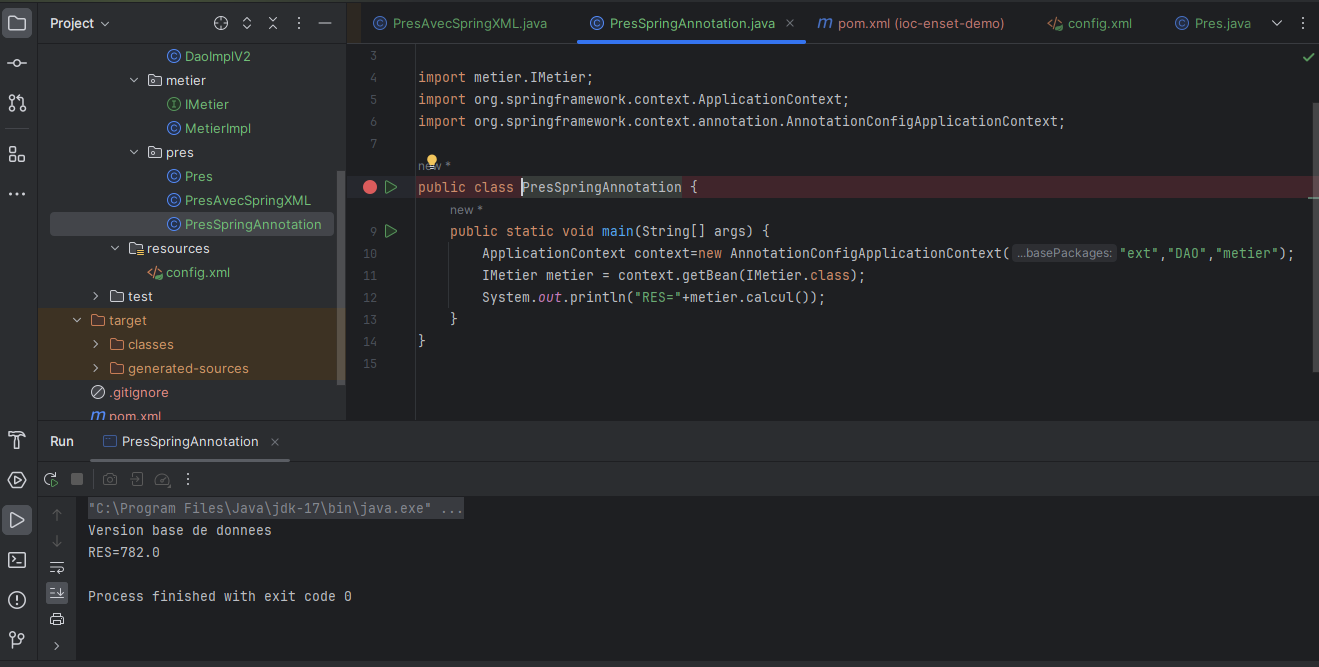 Project
PresAvecSpringXML.java
PresSpringAnnotation.java
pom.xml (ioc-enset-demo)
config.xml
Pres.java
DaoImplV2
metier
IMetier
MetierImpl
pres
Pres
PresAvecSpringXML
PresSpringAnnotation
resources
config.xml
test
target
classes
generated-sources
.gitignore
pom.xml
3
4 import metier.IMetier;
5 import org.springframework.context.ApplicationContext;
6 import org.springframework.context.annotation.AnnotationConfigApplicationContext;
7
new *
public class PresSpringAnnotation {
new *
9 public static void main(String[] args) {
10 ApplicationContext context=new AnnotationConfigApplicationContext( ...basePackages: "ext","DAO","metier");
11 IMetier metier = context.getBean(IMetier.class);
12 System.out.println("RES="+metier.calcul());
13 }
14 }
15
Run
PresSpringAnnotation
"C:\Program Files\Java\jdk-17\bin\java.exe" ...
Version base de donnees
RES=782.0
Process finished with exit code 0